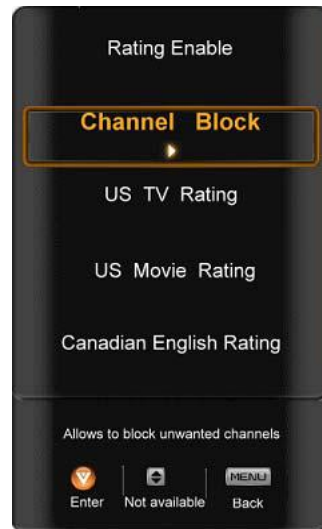 Rating Enable
Channel Block
US TV Rating
US Movie Rating
Canadian English Rating
Allows to block unwanted channels
MENU
Enter Not available Back